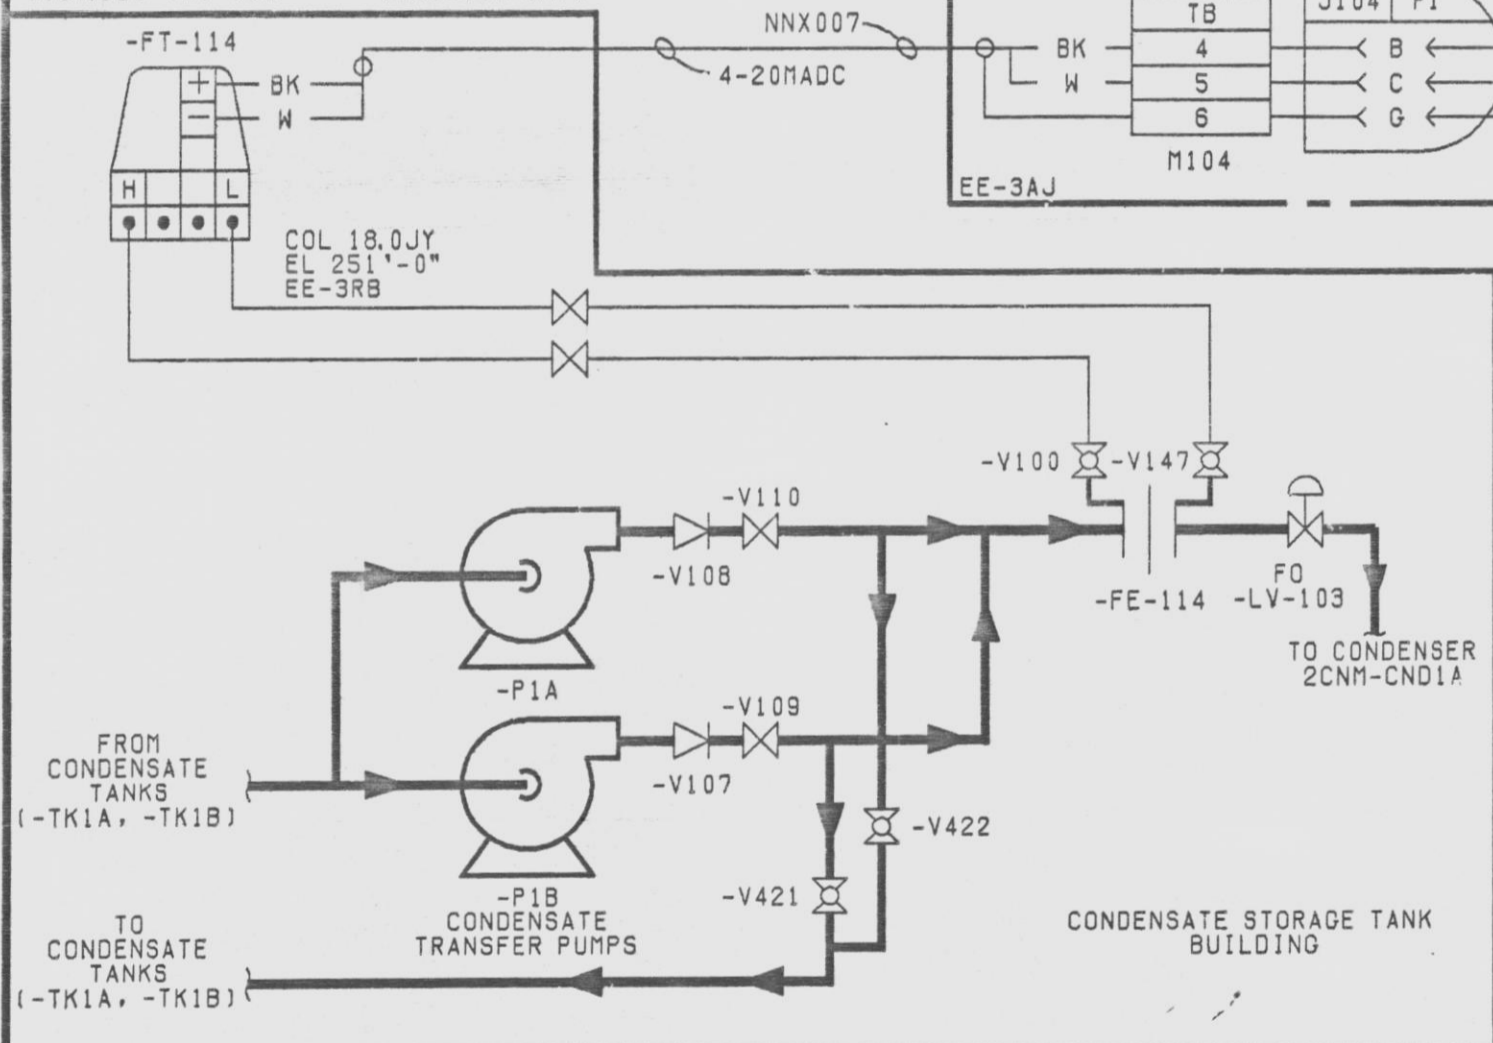 -FT-114
NNX007
4-20MADC
+ BK
- W
BK
W
TB
4
5
6
M104
J104 P1
B
C
G
EE-3AJ
H L
COL 18.0JY
EL 251'-0"
EE-3RB
-V100
-V147
-V110
-V108
-FE-114
FO
-LV-103
TO CONDENSER
2CNM-CND1A
-P1A
-V109
-V107
FROM
CONDENSATE
TANKS
(-TK1A, -TK1B)
-V422
-V421
-P1B
CONDENSATE
TRANSFER PUMPS
TO
CONDENSATE
TANKS
(-TK1A, -TK1B)
CONDENSATE STORAGE TANK
BUILDING